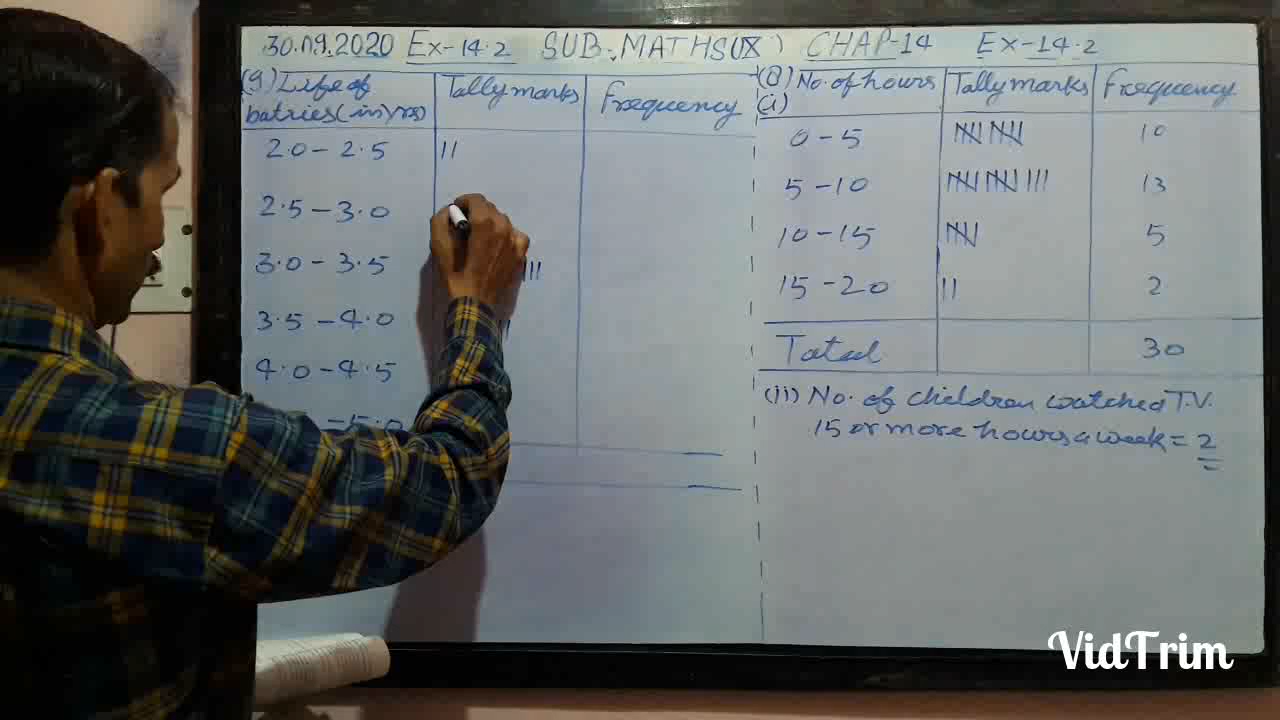 30.09.2020 Ex-14.2 SUB.MATHS(IX) CHAP-14 Ex-14.2
(9) Life of batries (in) yrs) Tally marks Frequency
2.0 - 2.5 ||
2.5 - 3.0
3.0 - 3.5 |||
3.5 - 4.0 ||
4.0 - 4.5
- 5.0
(8) No. of hours Tally marks Frequency
(i)
0 - 5 𝍸 𝍸 10
5 - 10 𝍸 𝍸 ||| 13
10 - 15 𝍸 5
15 - 20 || 2
Total 30
(ii) No. of children watched T.V.
15 or more hours a week = 2
VidTrim